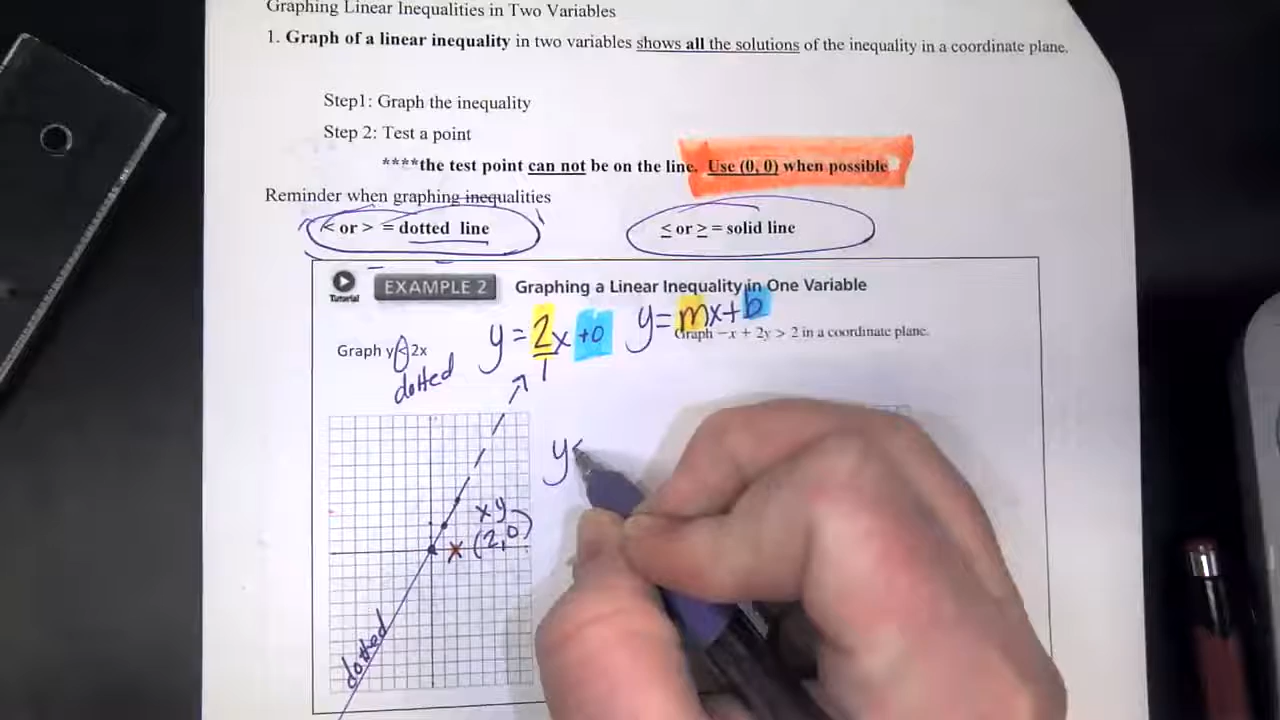 Graphing Linear Inequalities in Two Variables
1. Graph of a linear inequality in two variables shows all the solutions of the inequality in a coordinate plane.
Step1: Graph the inequality
Step 2: Test a point
****the test point can not be on the line. Use (0, 0) when possible
Reminder when graphing inequalities
< or > = dotted line
≤ or ≥ = solid line
Tutorial
EXAMPLE 2
Graphing a Linear Inequality in One Variable
y = 2x +0
1
y = mx + b
Graph y < 2x
dotted
Graph −x + 2y > 2 in a coordinate plane.
y<
x y
x (2,0)
dotted